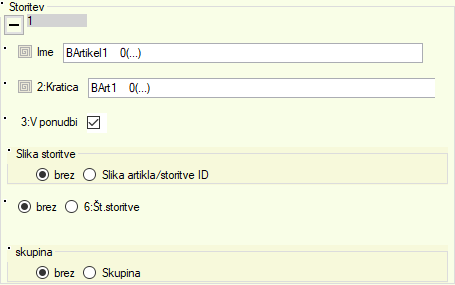 Storitev
1
Ime BArtikel1 0(...)
2:Kratica BArt1 0(...)
3:V ponudbi
Slika storitve
brez Slika artikla/storitve ID
brez 6:Št.storitve
skupina
brez Skupina